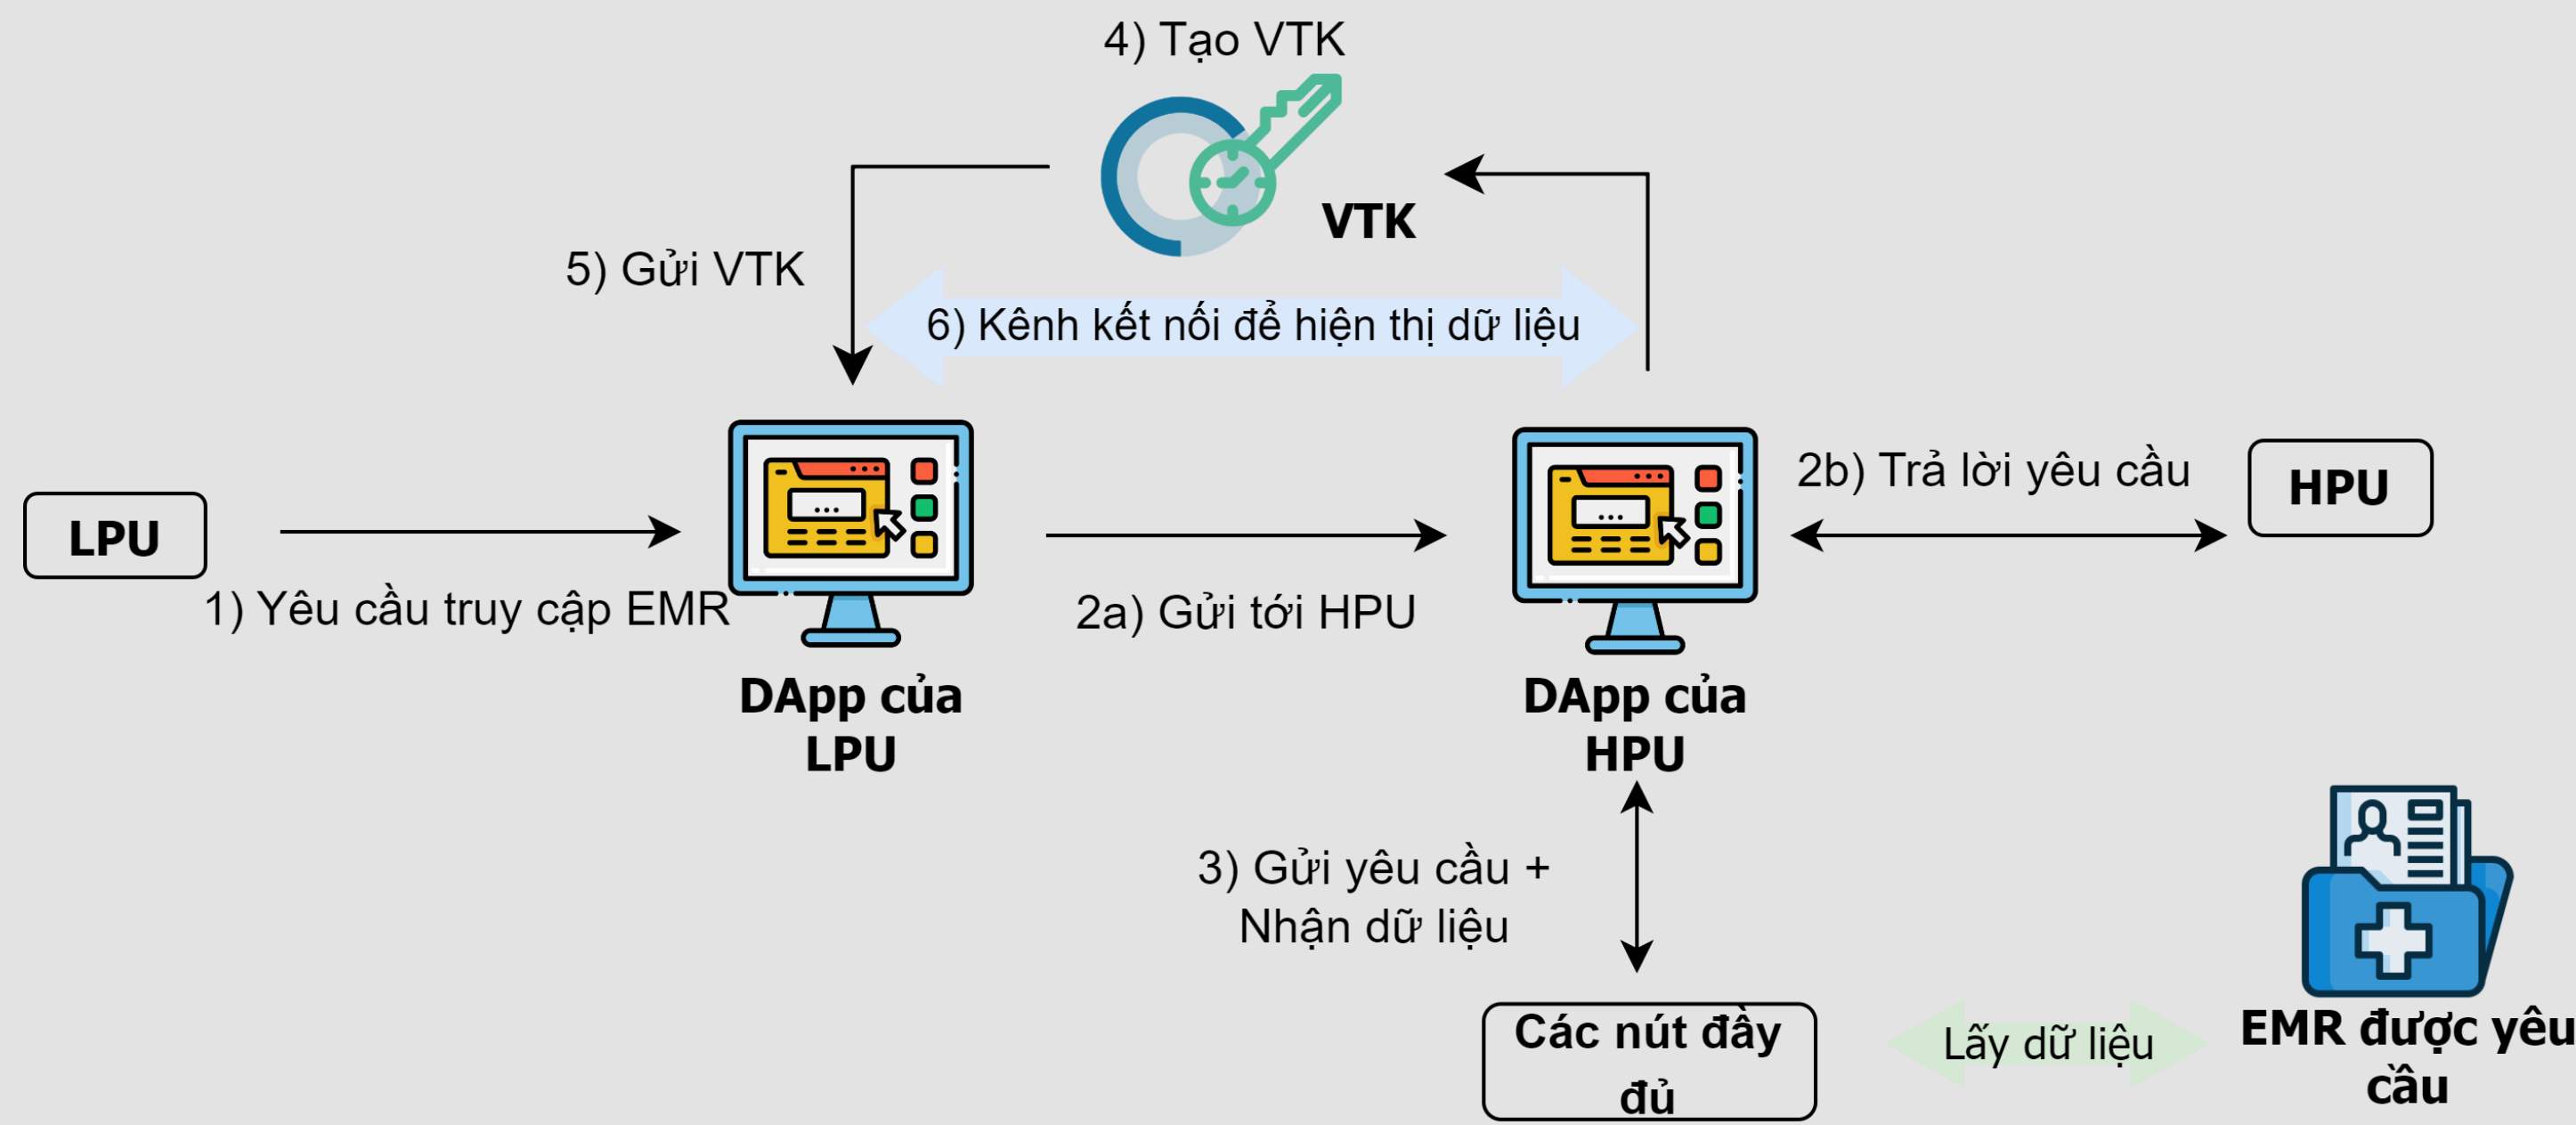 4) Tạo VTK
VTK
5) Gửi VTK
6) Kênh kết nối để hiện thị dữ liệu
LPU
1) Yêu cầu truy cập EMR
DApp của
LPU
2a) Gửi tới HPU
DApp của
HPU
2b) Trả lời yêu cầu
HPU
3) Gửi yêu cầu +
Nhận dữ liệu
Các nút đầy
đủ
Lấy dữ liệu
EMR được yêu
cầu